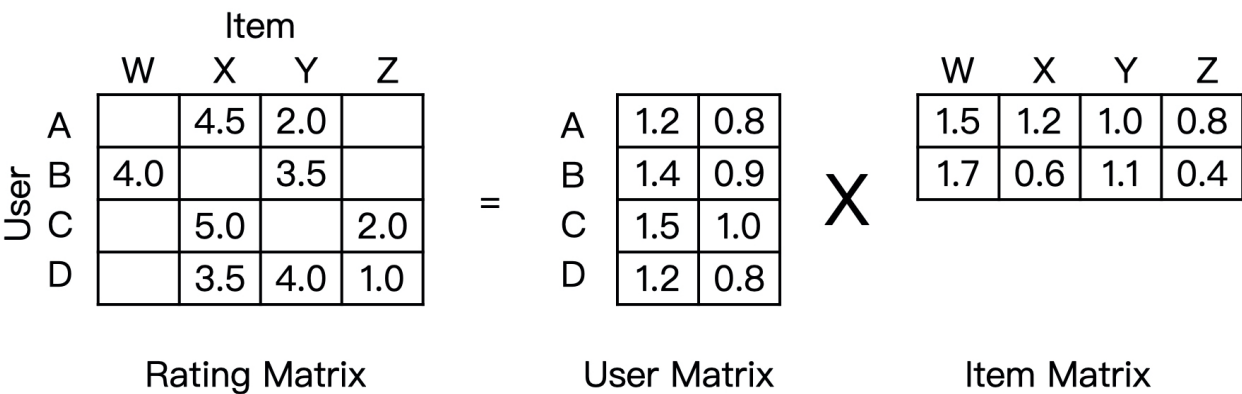 Item
W X Y Z W X Y Z
A 4.5 2.0 A 1.2 0.8 1.5 1.2 1.0 0.8
B 4.0 3.5 B 1.4 0.9 1.7 0.6 1.1 0.4
User = X
C 5.0 2.0 C 1.5 1.0
D 3.5 4.0 1.0 D 1.2 0.8
Rating Matrix User Matrix Item Matrix